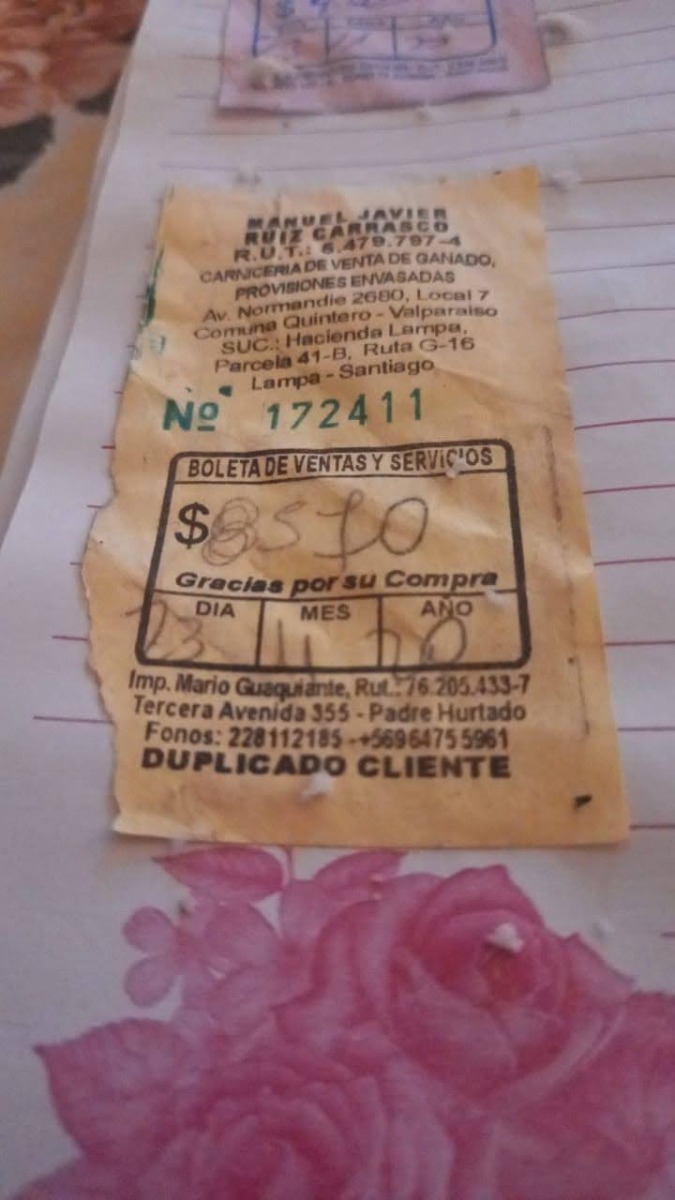 MANUEL JAVIER
RUIZ CARRASCO
R.U.T.: 6.479.797-4
CARNICERIA DE VENTA DE GANADO,
PROVISIONES ENVASADAS
Av. Normandie 2680, Local 7
Comuna Quintero - Valparaiso
SUC.: Hacienda Lampa,
Parcela 41-B, Ruta G-16
Lampa - Santiago
Nº 172411
BOLETA DE VENTAS Y SERVICIOS
$ 8570
Gracias por su Compra
DIA MES AÑO
23 11 20
Imp. Mario Guaquiante, Rut.: 76.205.433-7
Tercera Avenida 355 - Padre Hurtado
Fonos: 228112185 - +56964755961
DUPLICADO CLIENTE